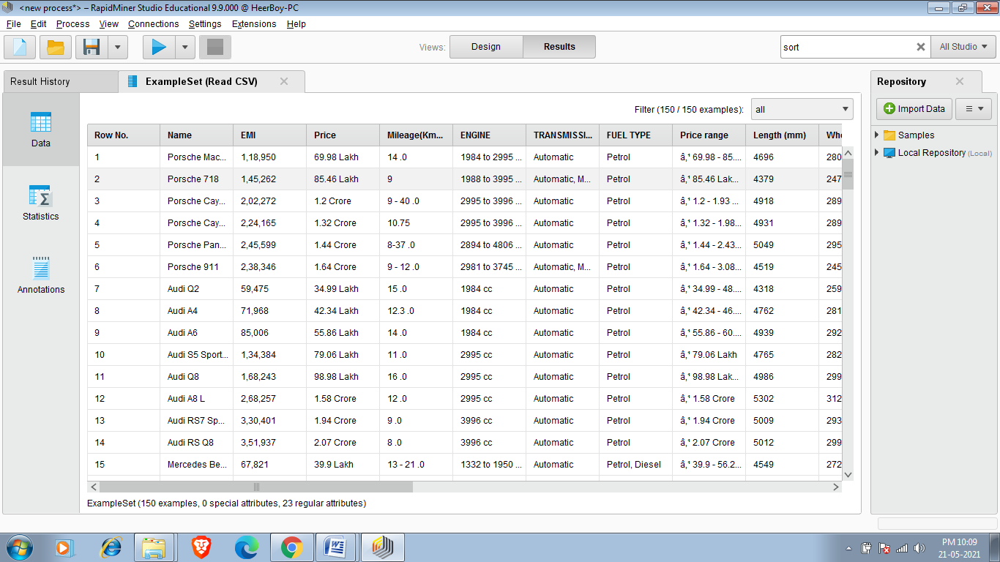 <new process*> – RapidMiner Studio Educational 9.9.000 @ HeerBoy-PC
File Edit Process View Connections Settings Extensions Help
Views: Design Results sort All Studio
Result History ExampleSet (Read CSV) Repository
Filter (150 / 150 examples): all Import Data
Data
Statistics
Annotations
Samples
Local Repository (Local)
Row No. Name EMI Price Mileage(Km... ENGINE TRANSMISSI... FUEL TYPE Price range Length (mm) Whe
1 Porsche Mac... 1,18,950 69.98 Lakh 14 .0 1984 to 2995 ... Automatic Petrol â‚¹ 69.98 - 85.... 4696 280
2 Porsche 718 1,45,262 85.46 Lakh 9 1988 to 3995 ... Automatic, M... Petrol â‚¹ 85.46 Lak... 4379 247
3 Porsche Cay... 2,02,272 1.2 Crore 9 - 40 .0 2995 to 3996 ... Automatic Petrol â‚¹ 1.2 - 1.93 ... 4918 289
4 Porsche Cay... 2,24,165 1.32 Crore 10.75 2995 to 3996 ... Automatic Petrol â‚¹ 1.32 - 1.98... 4931 289
5 Porsche Pan... 2,45,599 1.44 Crore 8-37 .0 2894 to 4806 ... Automatic Petrol â‚¹ 1.44 - 2.43... 5049 295
6 Porsche 911 2,38,346 1.64 Crore 9 - 12 .0 2981 to 3745 ... Automatic, M... Petrol â‚¹ 1.64 - 3.08... 4519 245
7 Audi Q2 59,475 34.99 Lakh 15 .0 1984 cc Automatic Petrol â‚¹ 34.99 - 48.... 4318 259
8 Audi A4 71,968 42.34 Lakh 12.3 .0 1984 cc Automatic Petrol â‚¹ 42.34 - 46.... 4762 281
9 Audi A6 85,006 55.86 Lakh 14 .0 1984 cc Automatic Petrol â‚¹ 55.86 - 60.... 4939 292
10 Audi S5 Sport... 1,34,384 79.06 Lakh 11 .0 2995 cc Automatic Petrol â‚¹ 79.06 Lakh 4765 282
11 Audi Q8 1,68,243 98.98 Lakh 16 .0 2995 cc Automatic Petrol â‚¹ 98.98 Lak... 4986 299
12 Audi A8 L 2,68,257 1.58 Crore 12 .0 2995 cc Automatic Petrol â‚¹ 1.58 Crore 5302 312
13 Audi RS7 Sp... 3,30,401 1.94 Crore 9 .0 3996 cc Automatic Petrol â‚¹ 1.94 Crore 5009 293
14 Audi RS Q8 3,51,937 2.07 Crore 8 .0 3996 cc Automatic Petrol â‚¹ 2.07 Crore 5012 299
15 Mercedes Be... 67,821 39.9 Lakh 13 - 21 .0 1332 to 1950 ... Automatic Petrol, Diesel â‚¹ 39.9 - 56.2... 4549 272
ExampleSet (150 examples, 0 special attributes, 23 regular attributes)
PM 10:09
21-05-2021